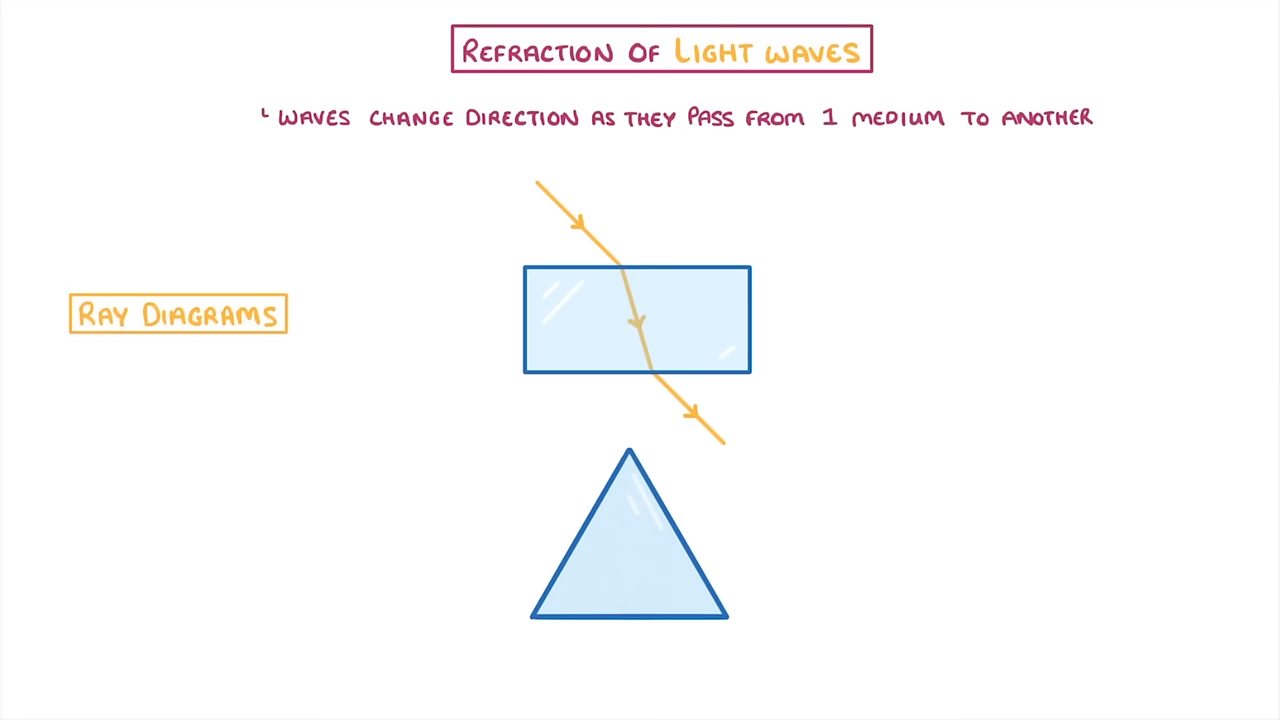 REFRACTION OF LIGHT WAVES
WAVES CHANGE DIRECTION AS THEY PASS FROM 1 MEDIUM TO ANOTHER
RAY DIAGRAMS